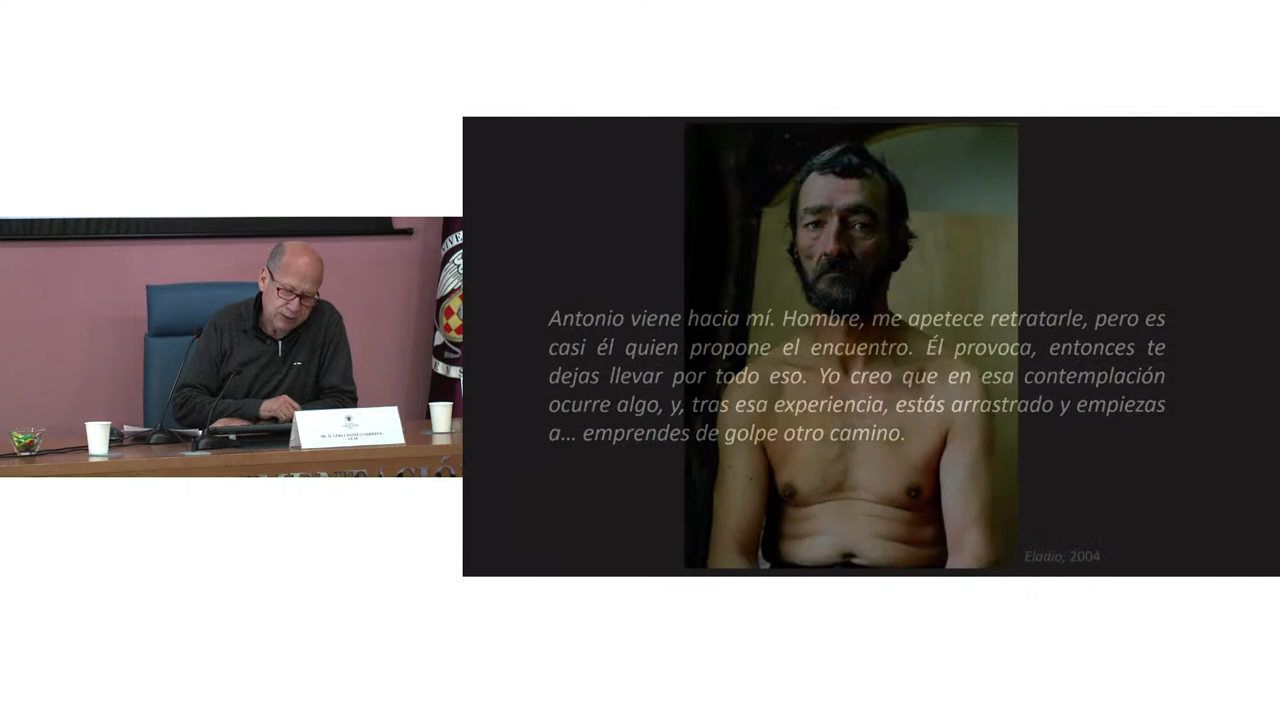 Antonio viene hacia mí. Hombre, me apetece retratarle, pero es
casi él quien propone el encuentro. Él provoca, entonces te
dejas llevar por todo eso. Yo creo que en esa contemplación
ocurre algo, y, tras esa experiencia, estás arrastrado y empiezas
a... emprendes de golpe otro camino.
Eladio, 2004